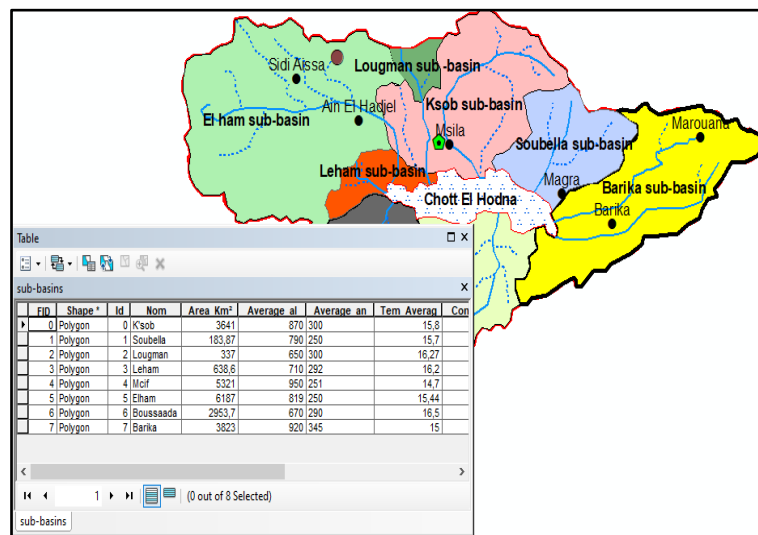 Sidi Aissa
Lougman sub -basin
Ain El Hadjel
El ham sub-basin
Ksob sub-basin
Msila
Soubella sub-basin
Marouana
Leham sub-basin
Magra
Barika sub-basin
Chott El Hodna
Barika
Table
sub-basins
FID Shape * Id Nom Area Km² Average_al Average_an Tem_Averag Con
0 Polygon 0 K'sob 3641 870 300 15,8
1 Polygon 1 Soubella 183,87 790 250 15,7
2 Polygon 2 Lougman 337 650 300 16,27
3 Polygon 3 Leham 638,6 710 292 16,2
4 Polygon 4 Mcif 5321 950 251 14,7
5 Polygon 5 Elham 6187 819 250 15,44
6 Polygon 6 Boussaada 2953,7 670 290 16,5
7 Polygon 7 Barika 3823 920 345 15
1 (0 out of 8 Selected)
sub-basins